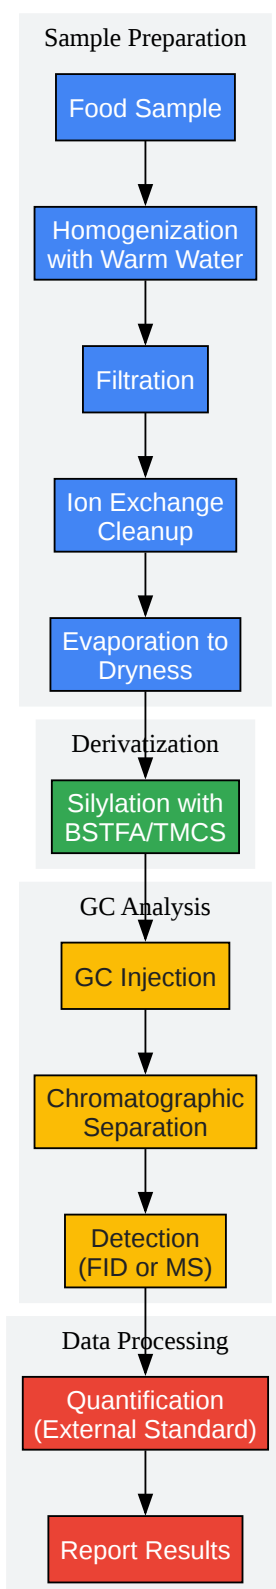 Sample Preparation
Food Sample
Homogenization
with Warm Water
Filtration
Ion Exchange
Cleanup
Evaporation to
Dryness
Derivatization
Silylation with
BSTFA/TMCS
GC Analysis
GC Injection
Chromatographic
Separation
Detection
(FID or MS)
Data Processing
Quantification
(External Standard)
Report Results